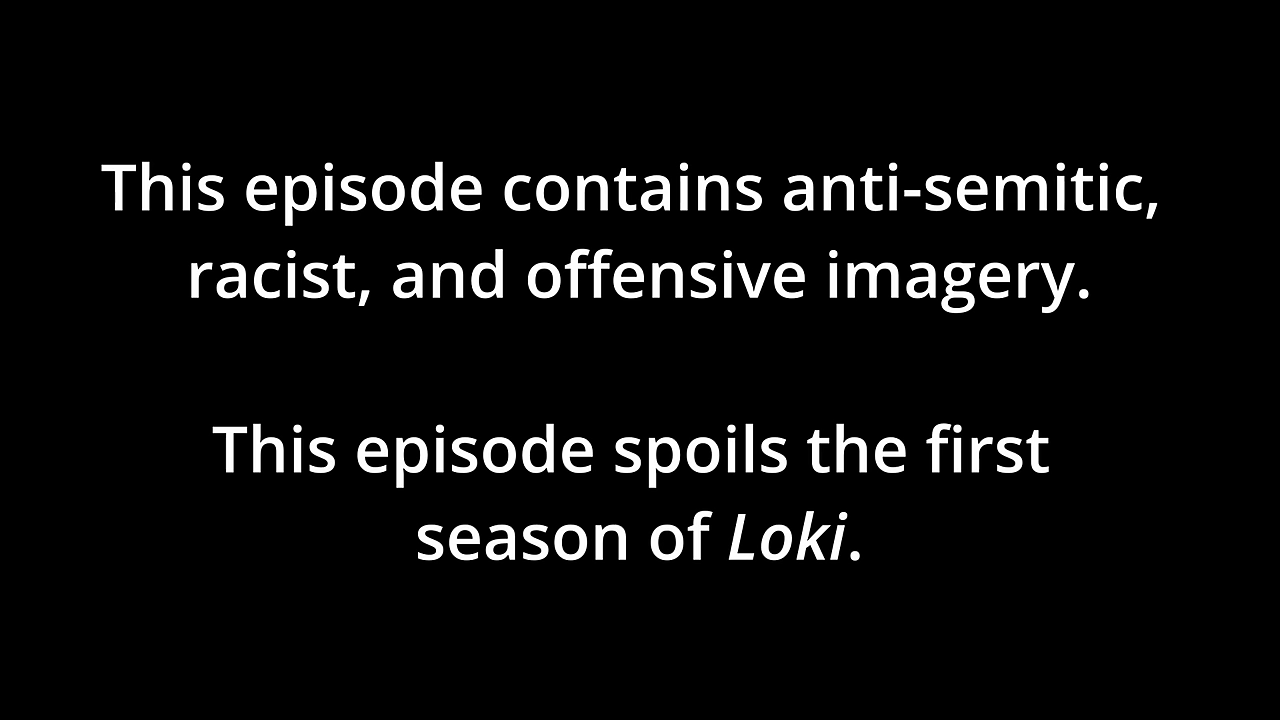 This episode contains anti-semitic,
racist, and offensive imagery.
This episode spoils the first
season of Loki.